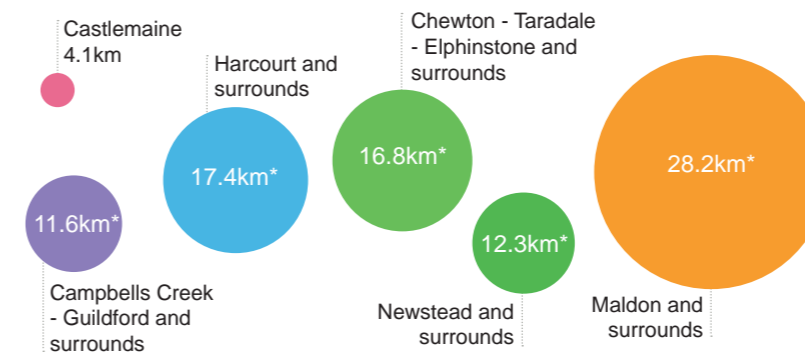 Castlemaine
4.1km
Harcourt and
surrounds
17.4km*
Chewton - Taradale
- Elphinstone and
surrounds
16.8km*
28.2km*
Maldon and
surrounds
11.6km*
Campbells Creek
- Guildford and
surrounds
12.3km*
Newstead and
surrounds